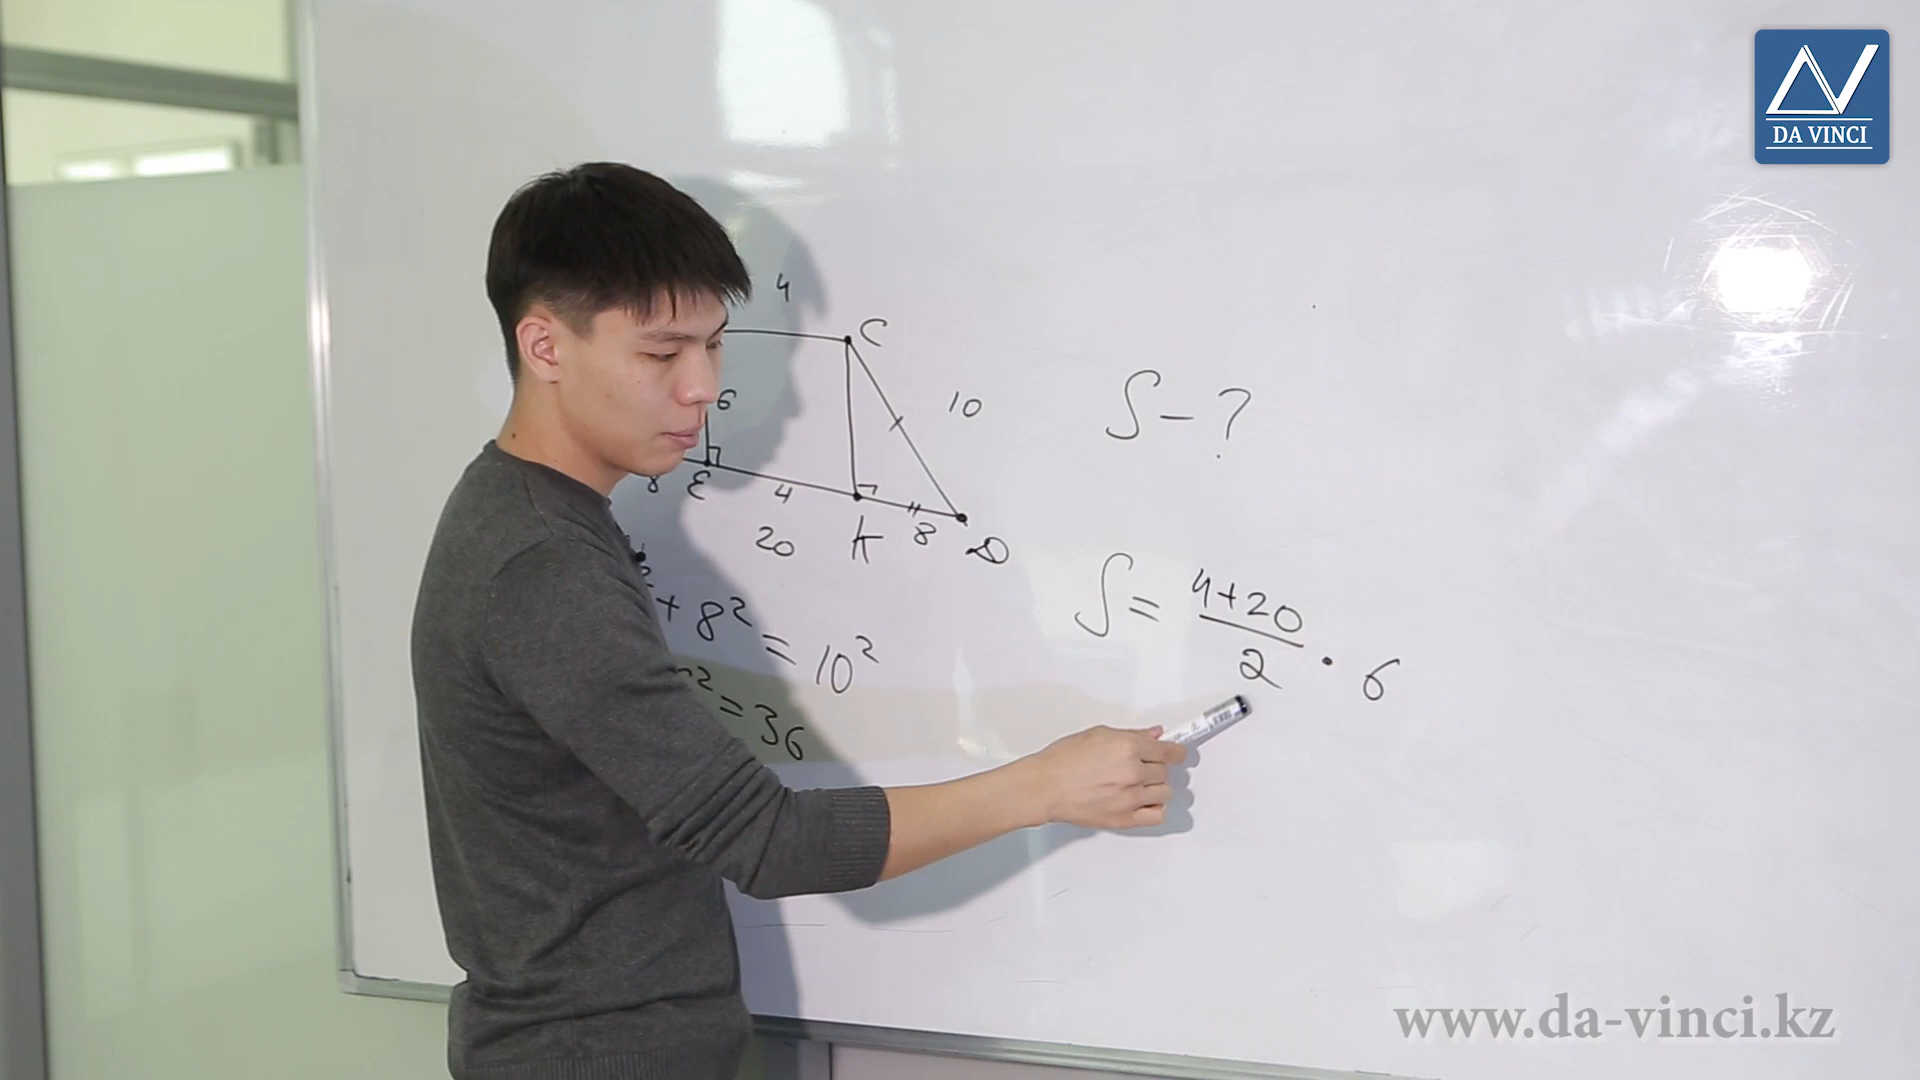 DA VINCI
4
C
6
10
S - ?
8 E 4
20 K 8 D
+ 8² = 10²
² = 36
S = 4+20
2 · 6
www.da-vinci.kz